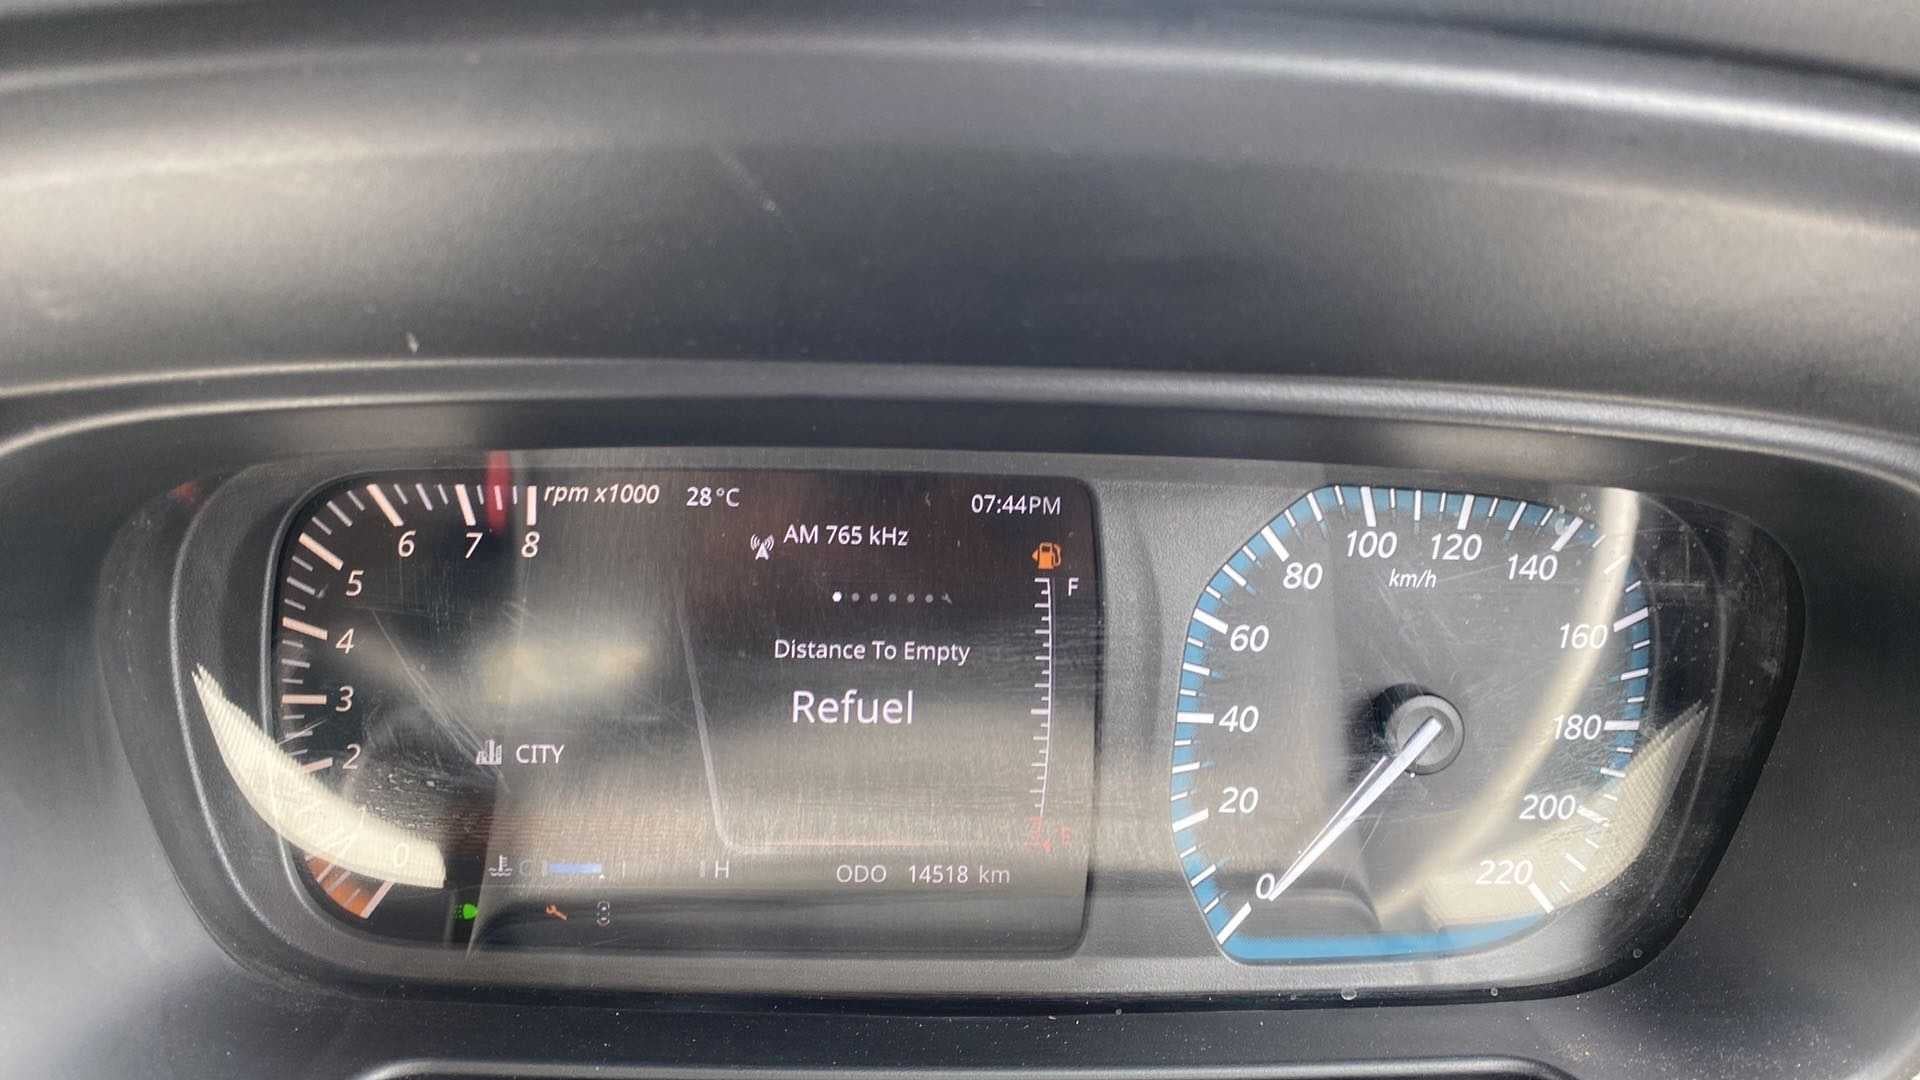 rpm x1000
28°C
07:44PM
AM 765 kHz
8
7
6
5
4
3
2
1
0
F
Distance To Empty
Refuel
CITY
C
H
E
ODO 14518 km
0
20
40
60
80
100
120
140
160
180
200
220
km/h